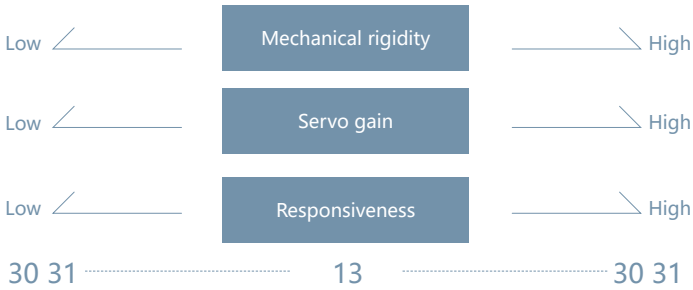 Low Mechanical rigidity High
Low Servo gain High
Low Responsiveness High
30 31 13 30 31